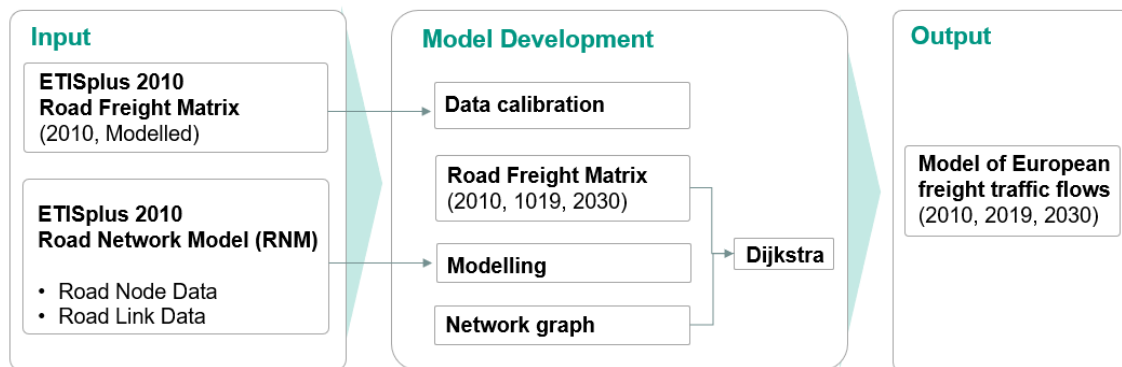 Input
ETISplus 2010
Road Freight Matrix
(2010, Modelled)
ETISplus 2010
Road Network Model (RNM)
• Road Node Data
• Road Link Data
Model Development
Data calibration
Road Freight Matrix
(2010, 1019, 2030)
Modelling
Network graph
Dijkstra
Output
Model of European
freight traffic flows
(2010, 2019, 2030)